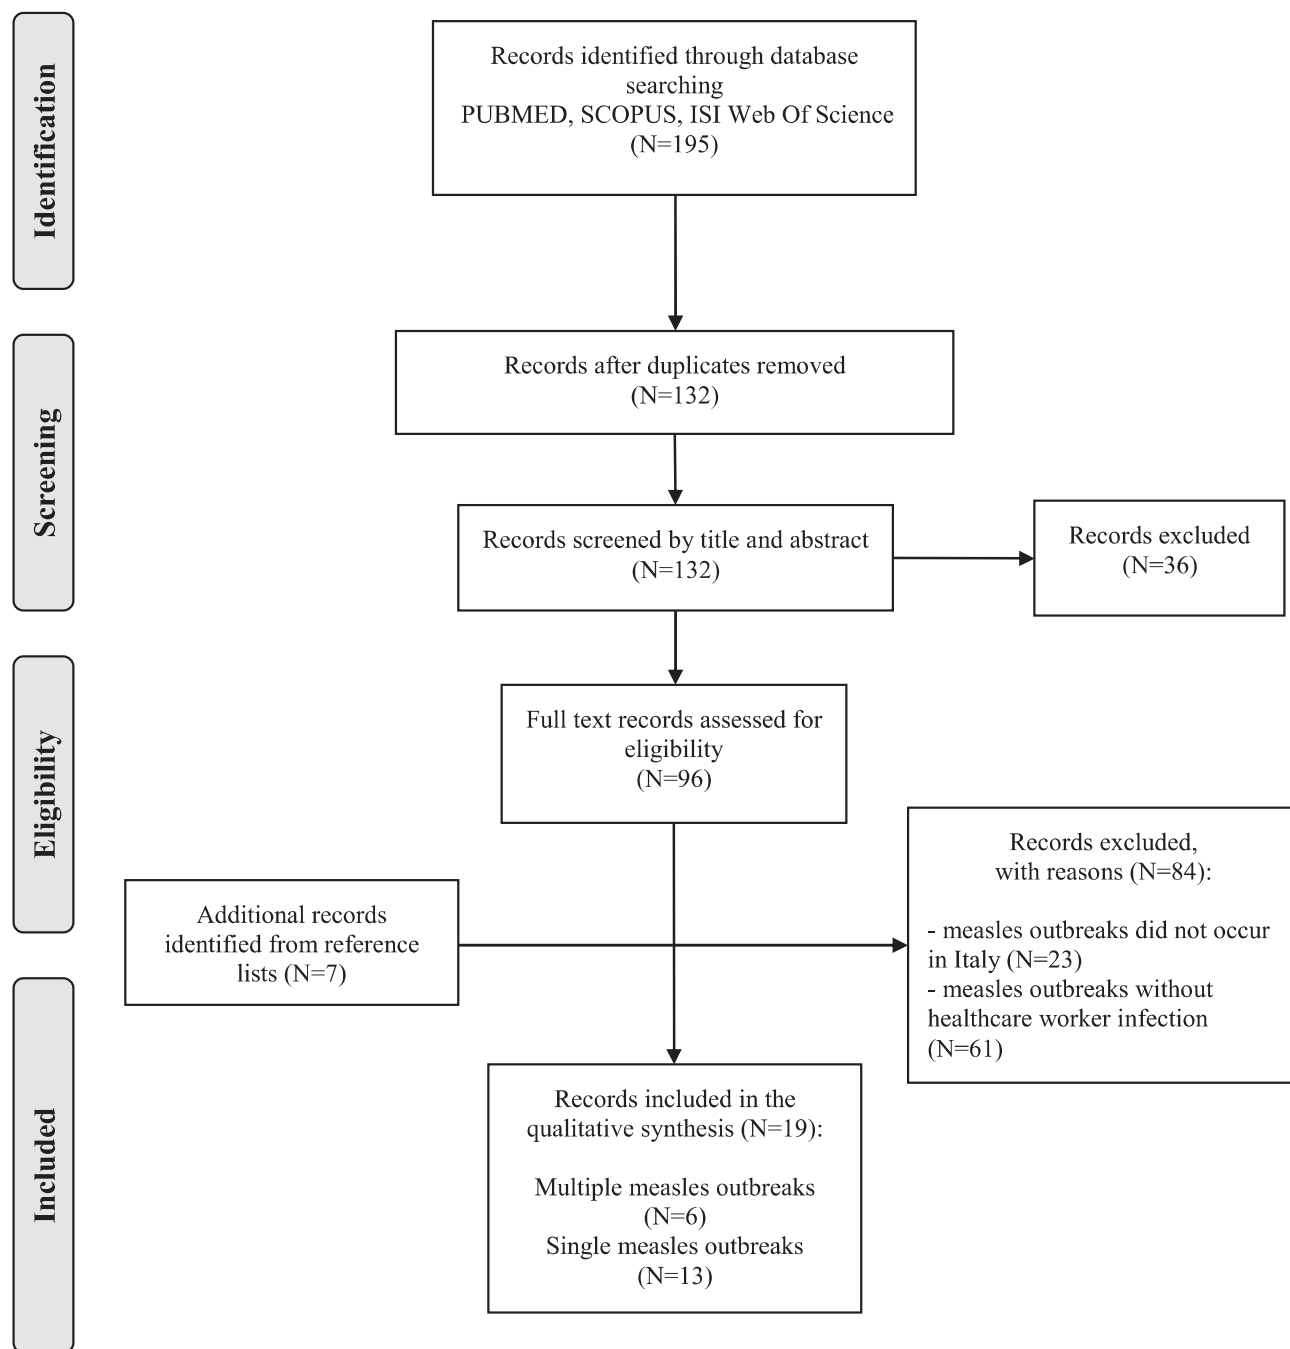 Identification
Records identified through database
searching
PUBMED, SCOPUS, ISI Web Of Science
(N=195)
Screening
Records after duplicates removed
(N=132)
Records screened by title and abstract
(N=132)
Records excluded
(N=36)
Eligibility
Full text records assessed for
eligibility
(N=96)
Additional records
identified from reference
lists (N=7)
Records excluded,
with reasons (N=84):
- measles outbreaks did not occur
in Italy (N=23)
- measles outbreaks without
healthcare worker infection
(N=61)
Included
Records included in the
qualitative synthesis (N=19):
Multiple measles outbreaks
(N=6)
Single measles outbreaks
(N=13)